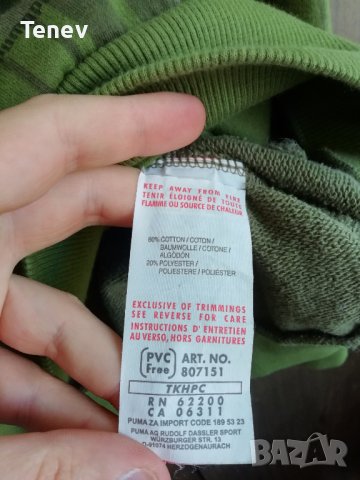 Tenev
KEEP AWAY FROM FIRE
TENIR ÉLOIGNÉ DE TOUTE
FLAMME OU SOURCE DE CHALEUR
80% COTTON / COTON /
BAUMWOLLE / COTONE /
ALGODÓN
20% POLYESTER /
POLIESTERE / POLIÉSTER
EXCLUSIVE OF TRIMMINGS
SEE REVERSE FOR CARE
INSTRUCTIONS D'ENTRETIEN
AU VERSO, HORS GARNITURES
PVC Free ART. NO.
807151
TKHPC
RN 62200
CA 06311
PUMA ZA IMPORT CODE 189 53 23
PUMA AG RUDOLF DASSLER SPORT
WÜRZBURGER STR. 13
D-91074 HERZOGENAURACH
BAZAR